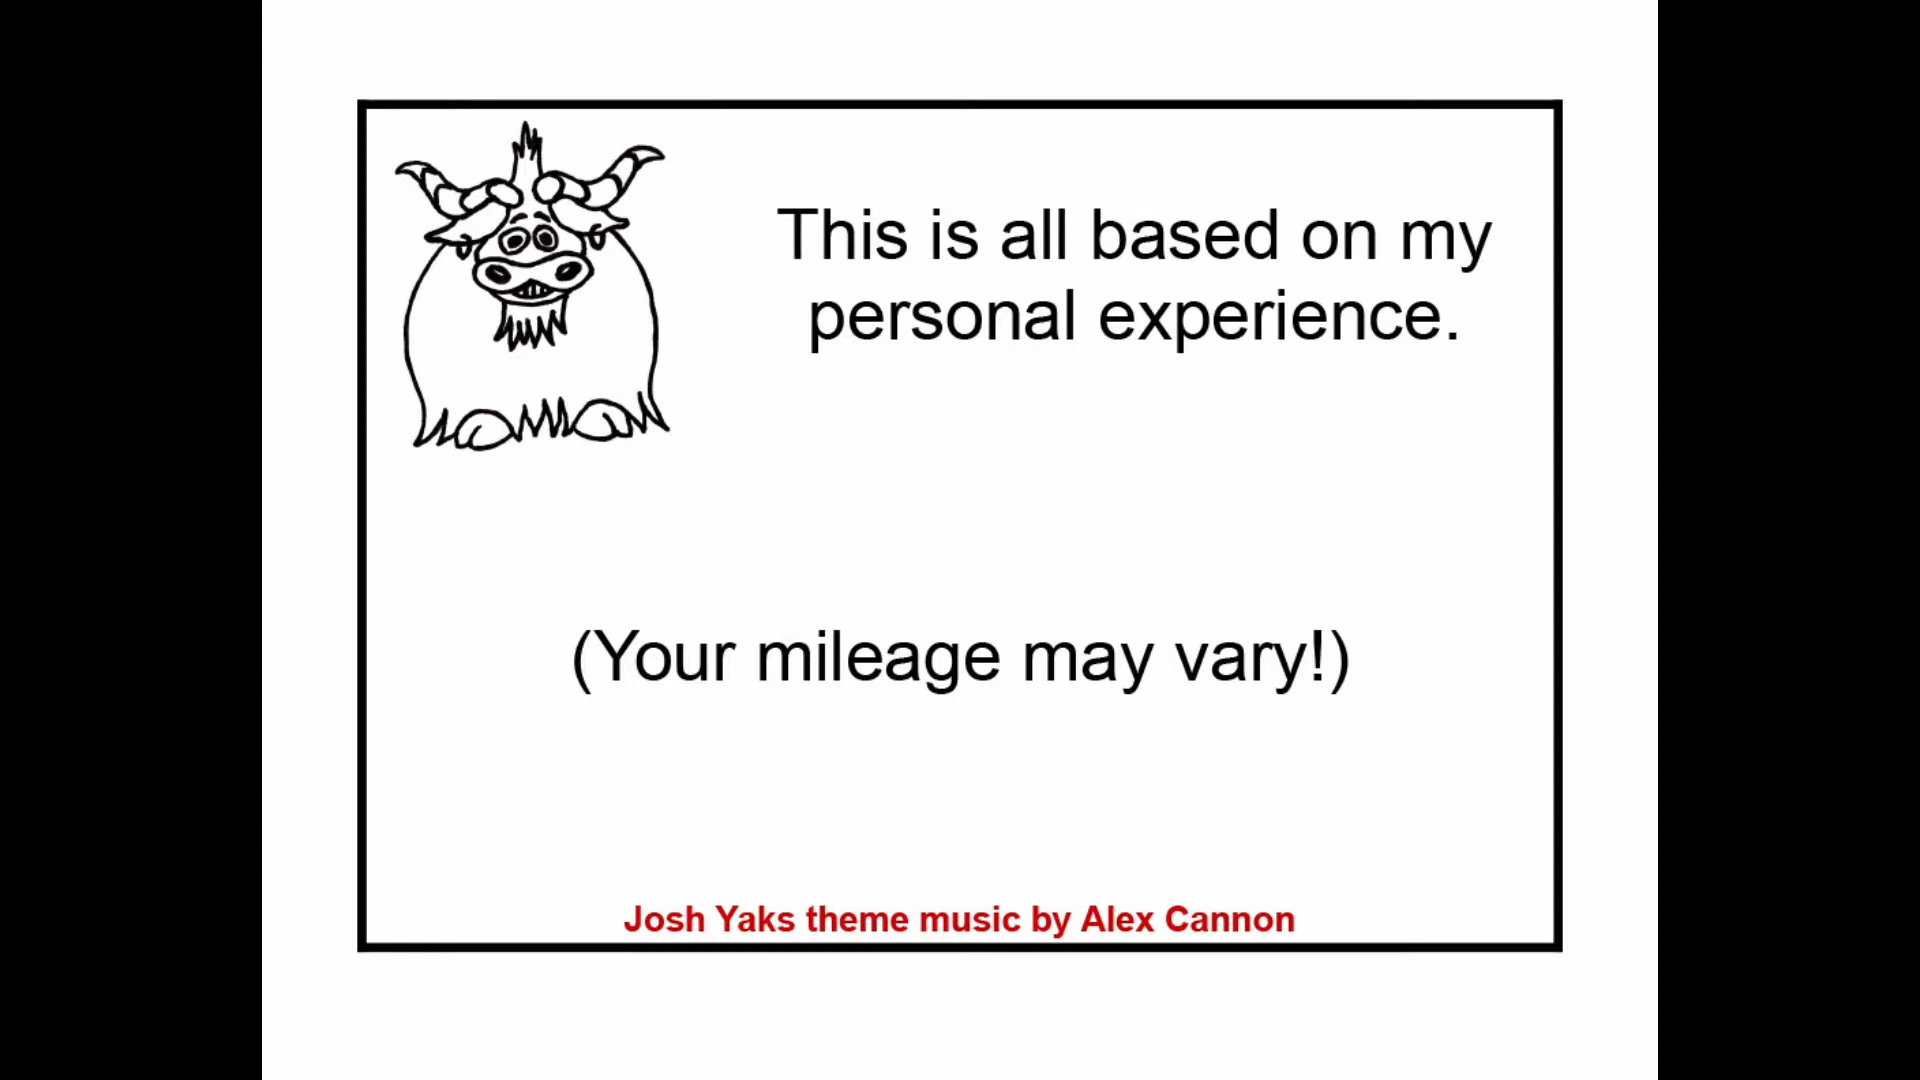 This is all based on my
personal experience.
(Your mileage may vary!)
Josh Yaks theme music by Alex Cannon